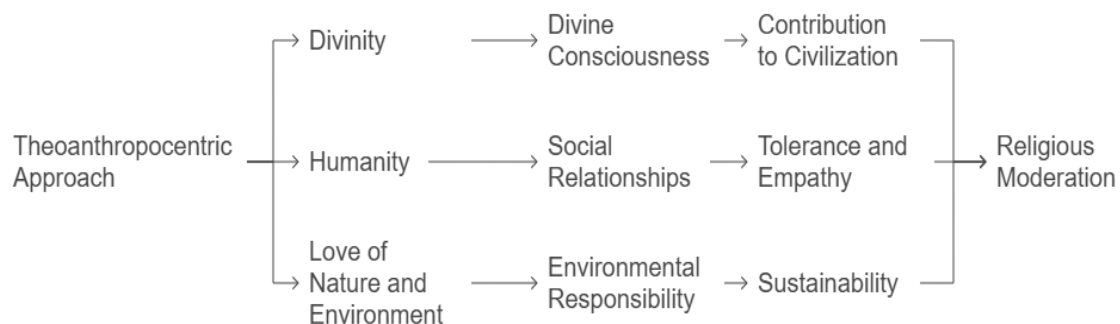 Theoanthropocentric
Approach
Divinity
Divine
Consciousness
Contribution
to Civilization
Humanity
Social
Relationships
Tolerance and
Empathy
Love of
Nature and
Environment
Environmental
Responsibility
Sustainability
Religious
Moderation